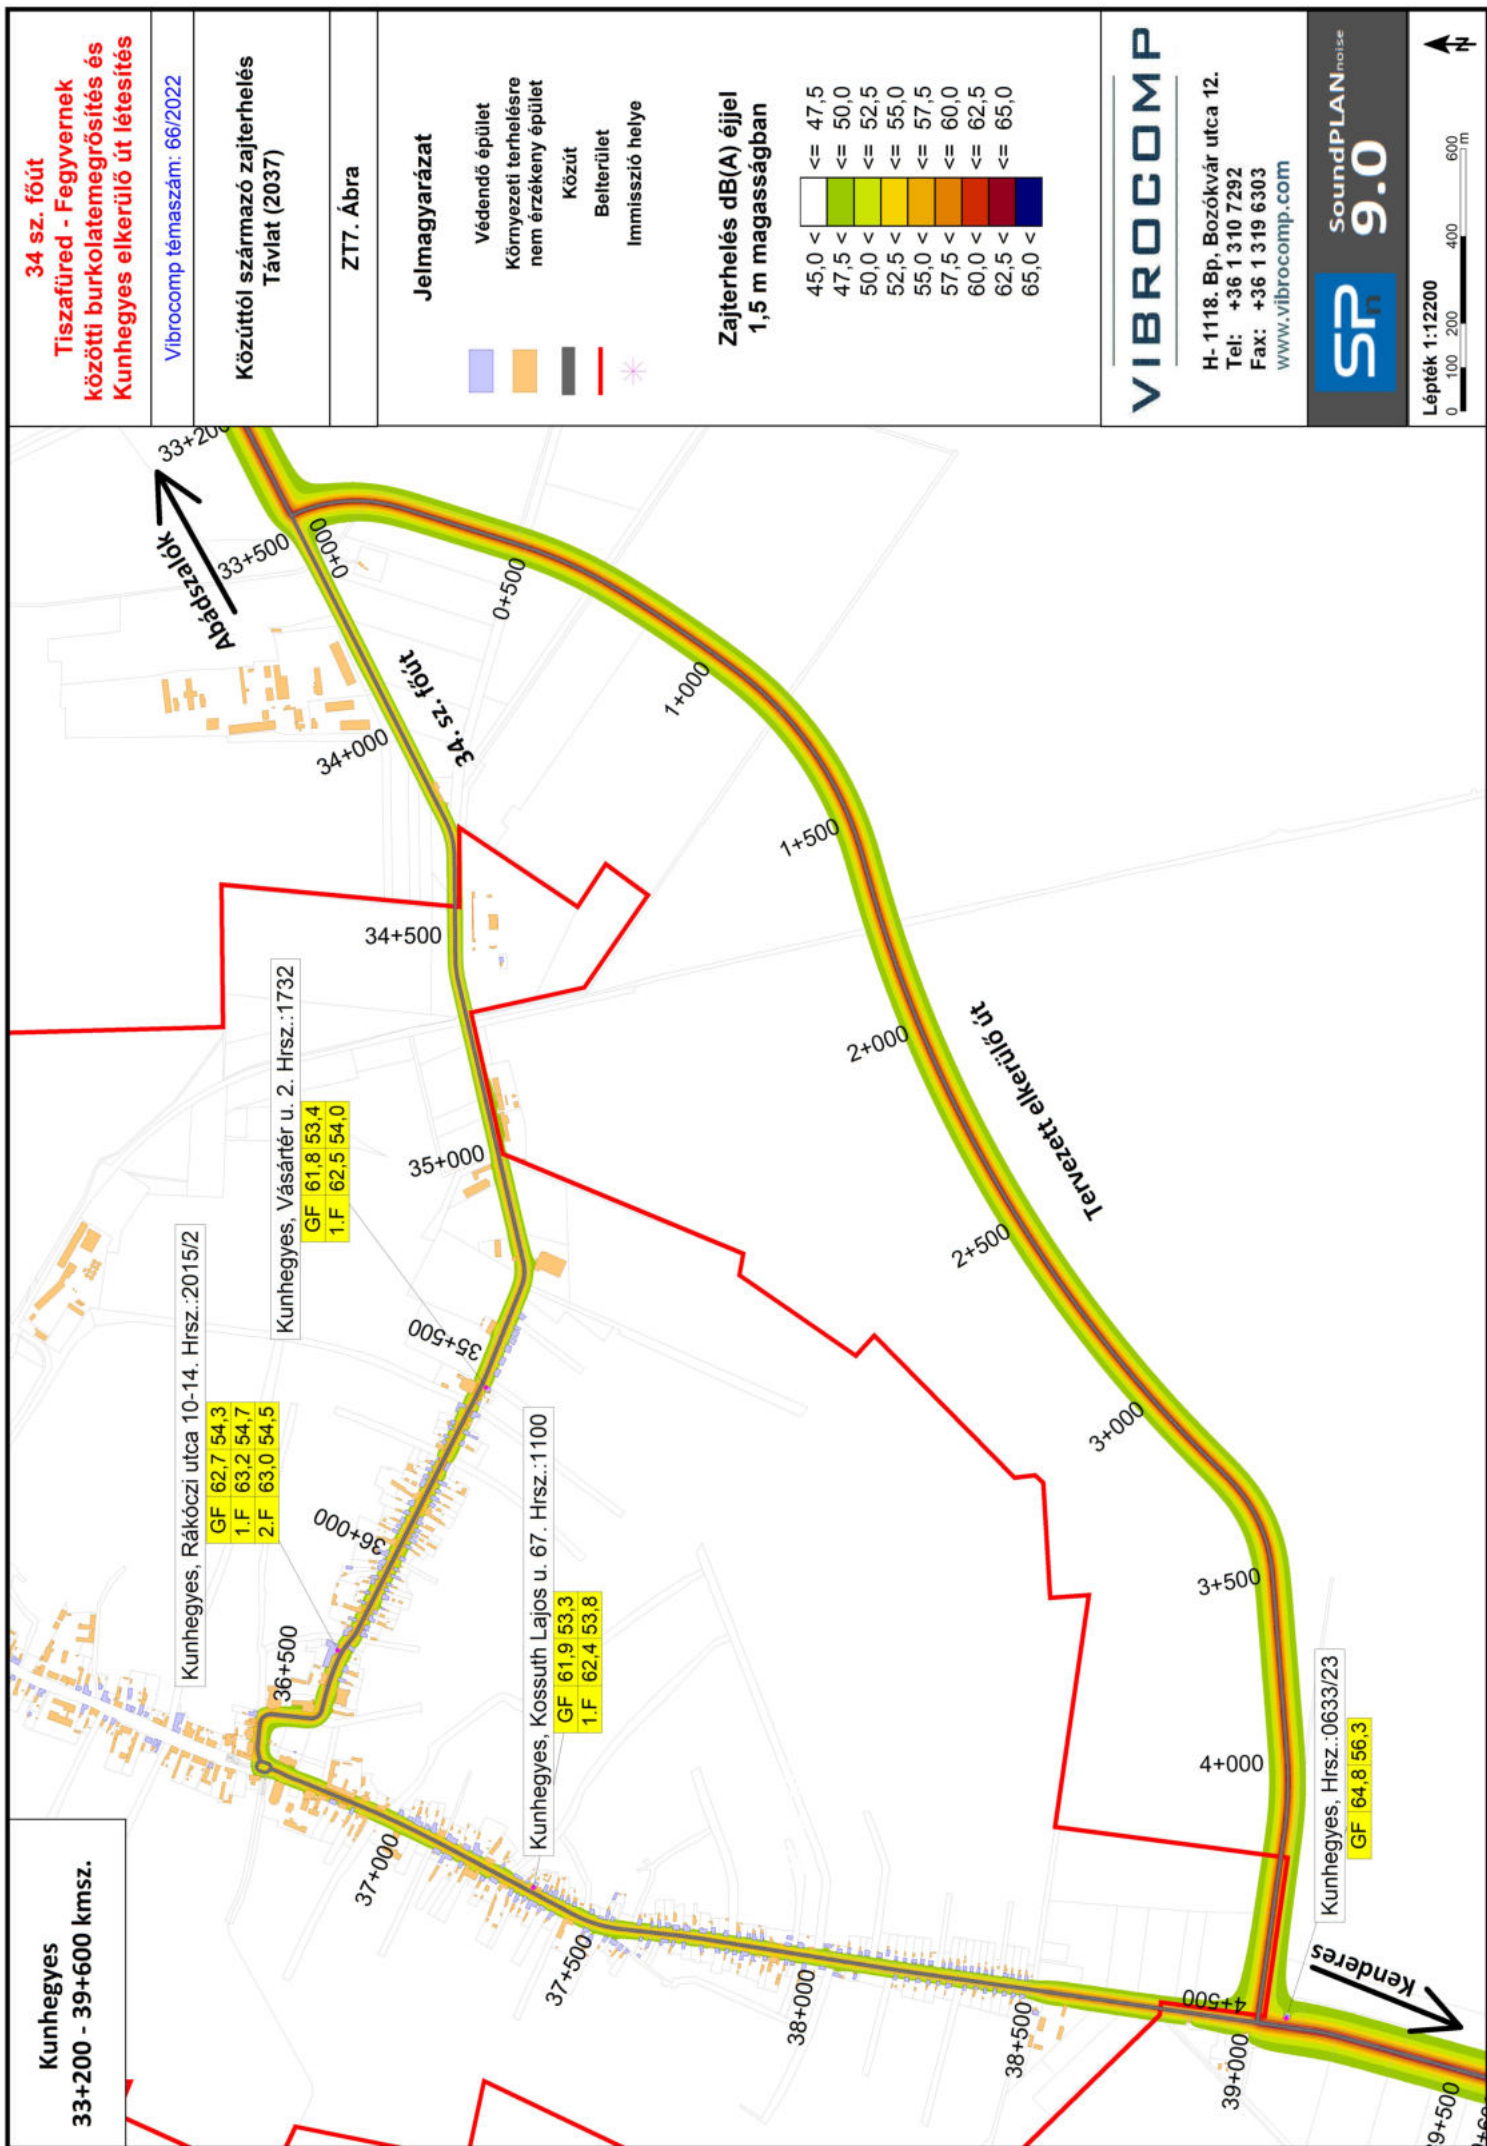 Kunhegyes
33+200 - 39+600 kmsz.
Kunhegyes, Rákóczi utca 10-14. Hrsz.:2015/2
GF 62,7 54,3
1.F 63,2 54,7
2.F 63,0 54,5
Kunhegyes, Vásártér u. 2. Hrsz.:1732
GF 61,8 53,4
1.F 62,5 54,0
Kunhegyes, Kossuth Lajos u. 67. Hrsz.:1100
GF 61,9 53,3
1.F 62,4 53,8
Kunhegyes, Hrsz.:0633/23
GF 64,8 56,3
Abádszalók
33+200
33+500
34. sz. főút
34+000
34+500
35+000
35+500
36+000
36+500
37+000
37+500
38+000
38+500
39+000
Tervezett elkerülő út
0+000
0+500
1+000
1+500
2+000
2+500
3+000
3+500
4+000
4+500
Kenderes
34 sz. főút
Tiszafüred - Fegyvernek
közötti burkolatemegrősítés és
Kunhegyes elkerülő út létesítés
Vibrocomp témaszám: 66/2022
Közúttól származó zajterhelés
Távlat (2037)
ZT7. Ábra
Jelmagyarázat
Védendő épület
Környezeti terhelésre
nem érzékeny épület
Közút
Belterület
Immisszió helye
Zajterhelés dB(A) éjjel
1,5 m magasságban
45,0 < <= 47,5
47,5 < <= 50,0
50,0 < <= 52,5
52,5 < <= 55,0
55,0 < <= 57,5
57,5 < <= 60,0
60,0 < <= 62,5
62,5 < <= 65,0
65,0 <
VIBROCOMP
H- 1118. Bp, Bozókvár utca 12.
Tel: +36 1 310 7292
Fax: +36 1 319 6303
www.vibrocomp.com
SPn
SoundPLANnoise
9.0
Lépték 1:12200
0 100 200 400 600
m
N